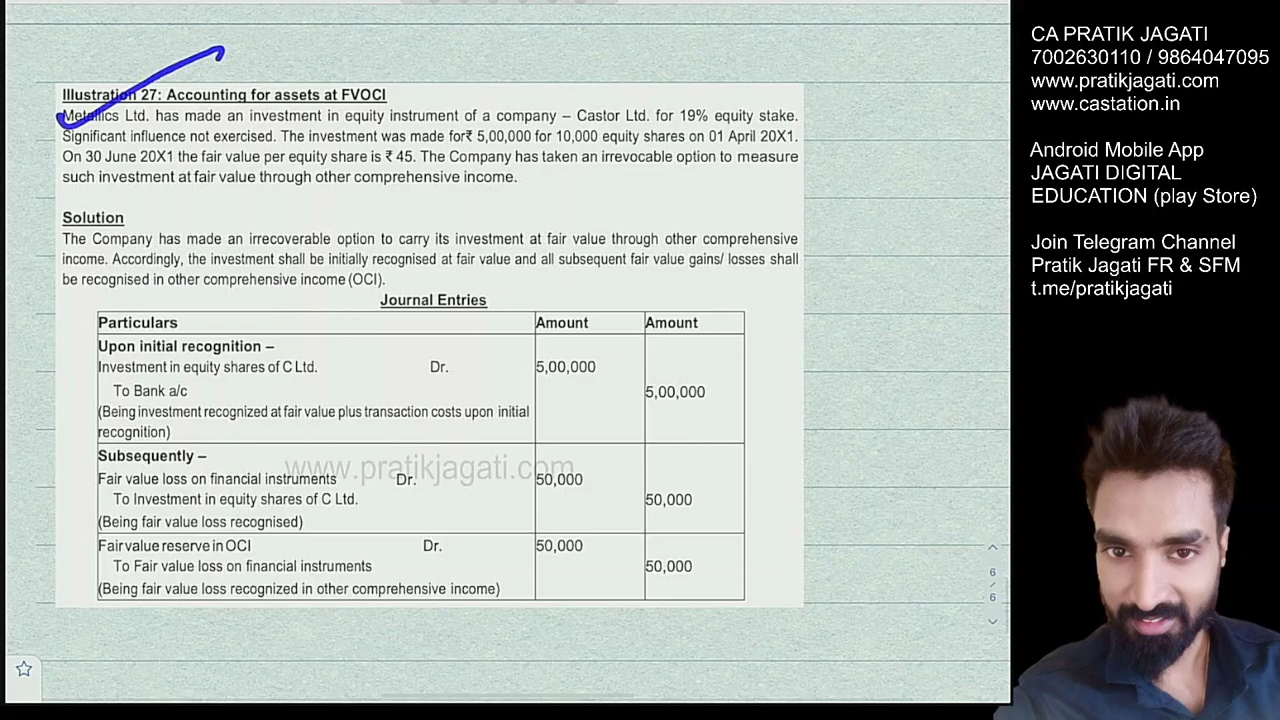 Illustration 27: Accounting for assets at FVOCI
Metallics Ltd. has made an investment in equity instrument of a company – Castor Ltd. for 19% equity stake.
Significant influence not exercised. The investment was made for₹ 5,00,000 for 10,000 equity shares on 01 April 20X1.
On 30 June 20X1 the fair value per equity share is ₹ 45. The Company has taken an irrevocable option to measure
such investment at fair value through other comprehensive income.
Solution
The Company has made an irrecoverable option to carry its investment at fair value through other comprehensive
income. Accordingly, the investment shall be initially recognised at fair value and all subsequent fair value gains/ losses shall
be recognised in other comprehensive income (OCI).
Journal Entries
Particulars Amount Amount
Upon initial recognition –
Investment in equity shares of C Ltd. Dr. 5,00,000
To Bank a/c 5,00,000
(Being investment recognized at fair value plus transaction costs upon initial
recognition)
Subsequently –
www.pratikjagati.com
Fair value loss on financial instruments Dr. 50,000
To Investment in equity shares of C Ltd. 50,000
(Being fair value loss recognised)
Fair value reserve in OCI Dr. 50,000
To Fair value loss on financial instruments 50,000
(Being fair value loss recognized in other comprehensive income)
6
/
6
CA PRATIK JAGATI
7002630110 / 9864047095
www.pratikjagati.com
www.castation.in
Android Mobile App
JAGATI DIGITAL
EDUCATION (play Store)
Join Telegram Channel
Pratik Jagati FR & SFM
t.me/pratikjagati